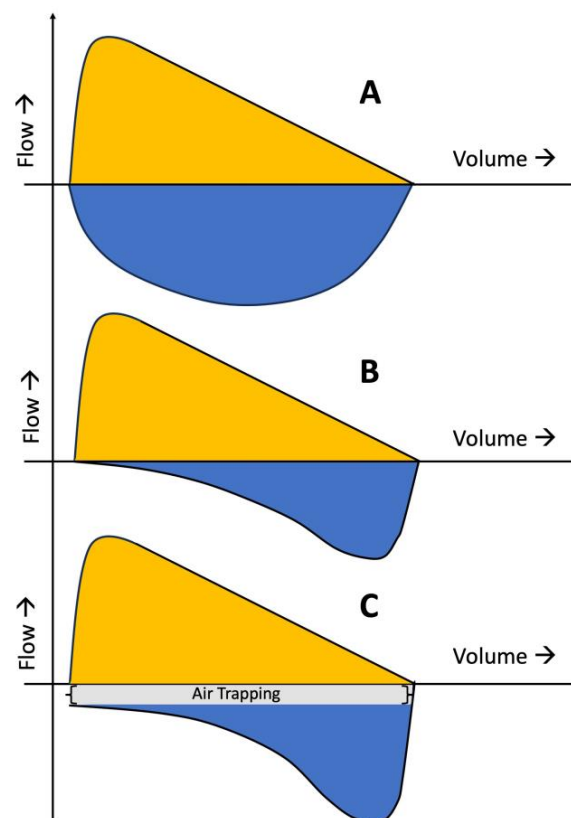 A
Flow →
Volume →
B
Flow →
Volume →
C
Flow →
Volume →
Air Trapping